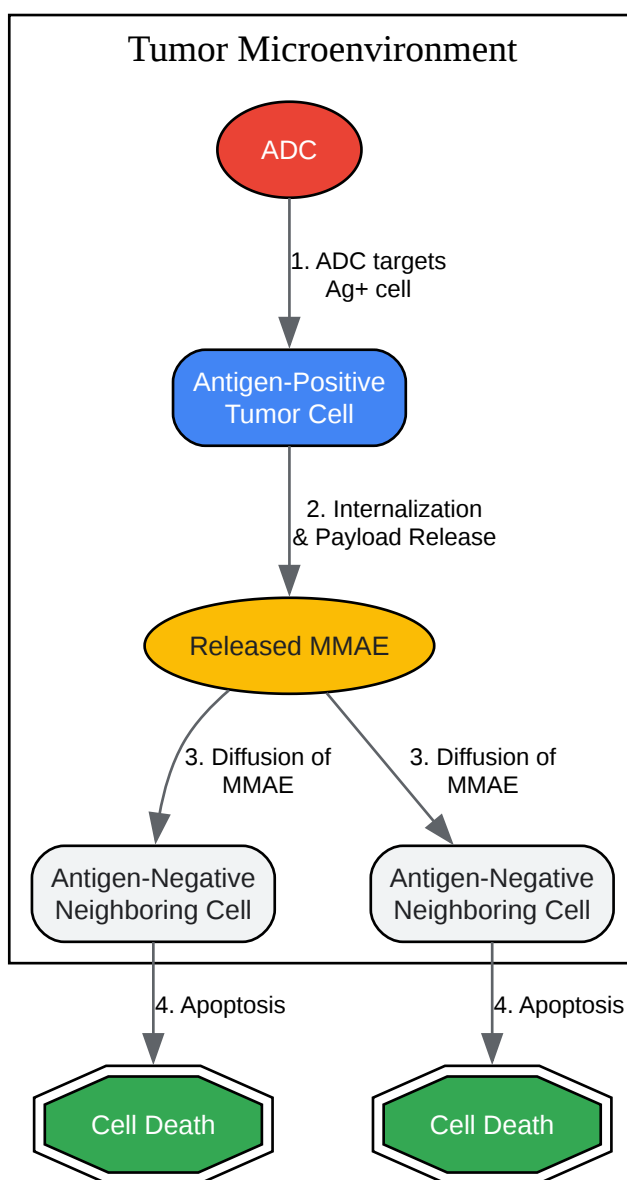 Tumor Microenvironment
ADC
1. ADC targets
Ag+ cell
Antigen-Positive
Tumor Cell
2. Internalization
& Payload Release
Released MMAE
3. Diffusion of
MMAE
3. Diffusion of
MMAE
Antigen-Negative
Neighboring Cell
Antigen-Negative
Neighboring Cell
4. Apoptosis
4. Apoptosis
Cell Death
Cell Death